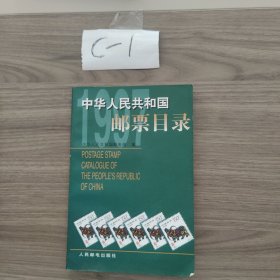 C-1
中华人民共和国
1997
邮票目录
POSTAGE STAMP
CATALOGUE OF
THE PEOPLE'S REPUBLIC
OF CHINA
人民邮电出版社